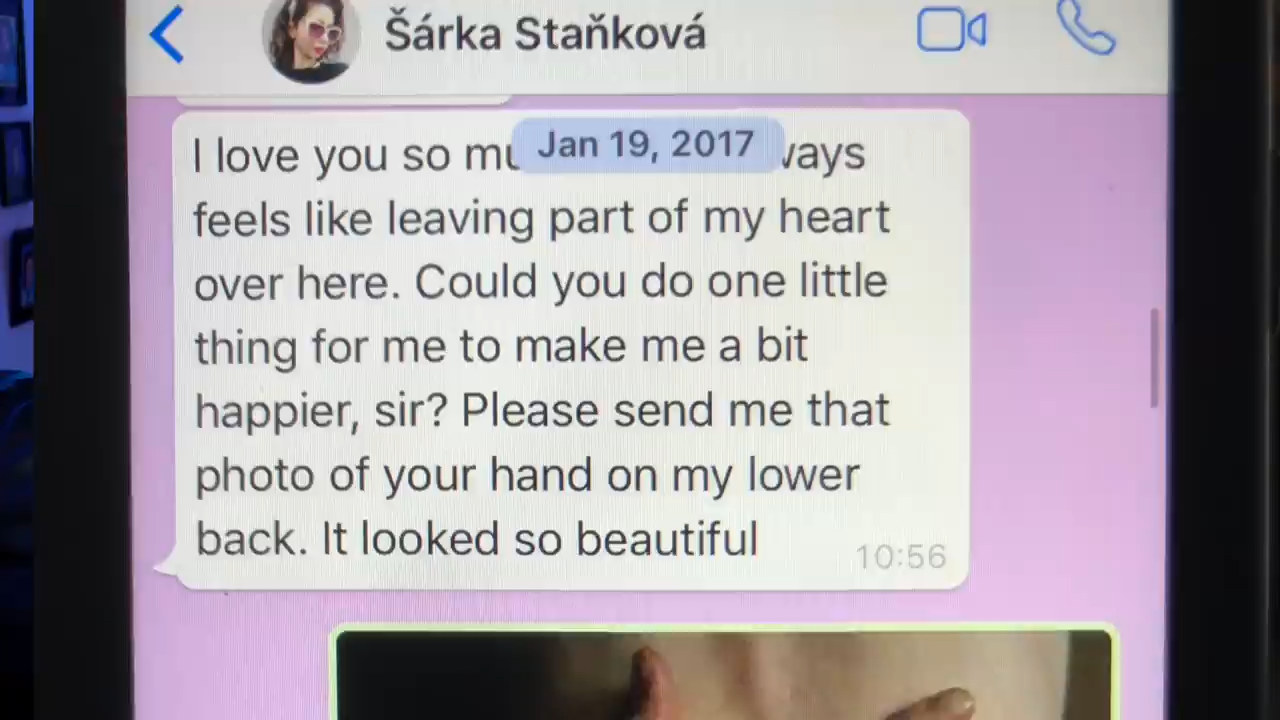 Šárka Staňková
Jan 19, 2017
I love you so
feels like leaving part of my heart
over here. Could you do one little
thing for me to make me a bit
happier, sir? Please send me that
photo of your hand on my lower
back. It looked so beautiful
10:56